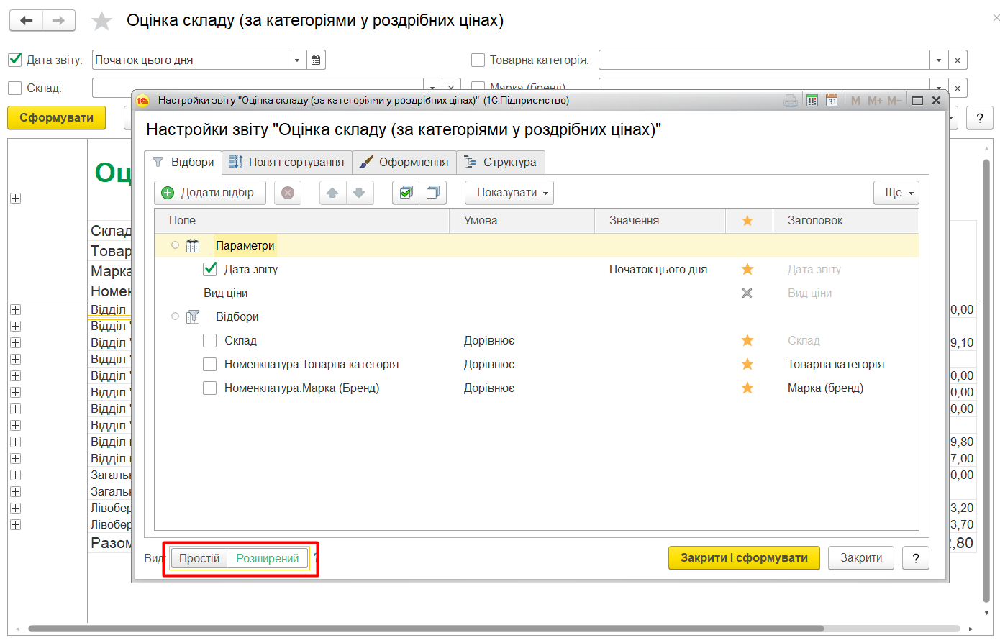 Оцінка складу (за категоріями у роздрібних цінах)
Дата звіту: Початок цього дня Товарна категорія:
Склад: Марка (бренд):
Сформувати ?
Настройки звіту "Оцінка складу (за категоріями у роздрібних цінах)" (1С:Підприємство) 31 M M+ M−
Настройки звіту "Оцінка складу (за категоріями у роздрібних цінах)"
Відбори Поля і сортування Оформлення Структура
Додати відбір Показувати Ще
Поле Умова Значення Заголовок
Параметри
Дата звіту Початок цього дня Дата звіту
Вид ціни Вид ціни
Відбори
Склад Дорівнює Склад
Номенклатура.Товарна категорія Дорівнює Товарна категорія
Номенклатура.Марка (Бренд) Дорівнює Марка (бренд)
Вид: Простій Розширений ? Закрити і сформувати Закрити ?
Оц
Склад
Товар
Марка
Номен
Відділ 0,00
Відділ "
Відділ " 9,10
Відділ "
Відділ " 00,00
Відділ " 0,00
Відділ " 0,00
Відділ "
Відділ 09,80
Відділ 7,00
Загальн 0,00
Загальн
Лівобер 3,20
Лівобер 3,70
Разом 2,80